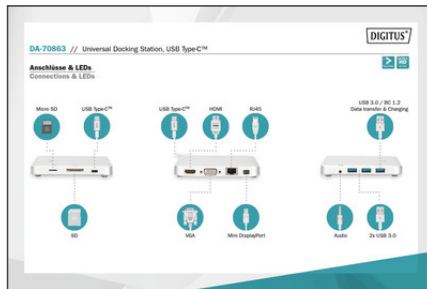 DIGITUS®
DA-70863 // Universal Docking Station, USB Type-C™
Anschlüsse & LEDs
Connections & LEDs
Micro SD
USB Type-C™
USB Type-C™
HDMI
RJ45
USB 3.0 / BC 1.2
Data transfer & Charging
SD
VGA
Mini DisplayPort
Audio
2x USB 3.0